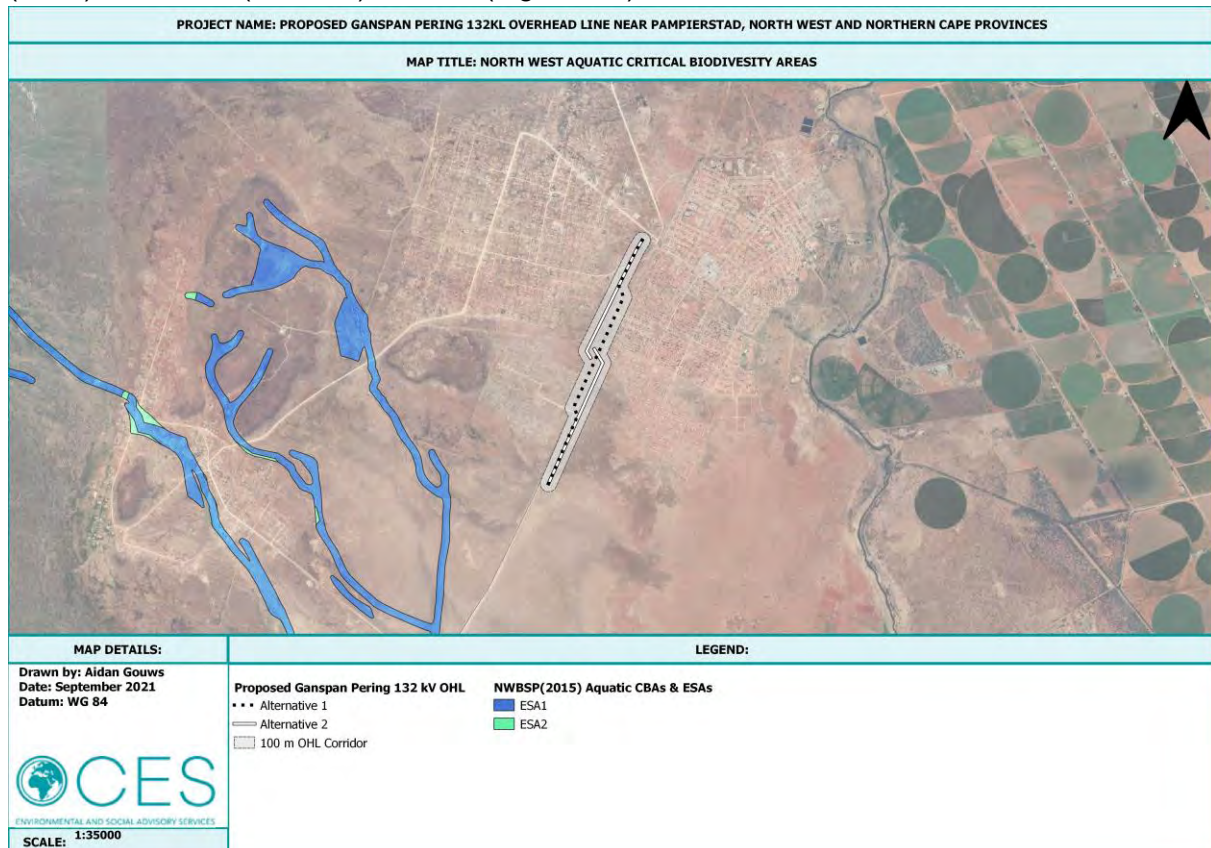 PROJECT NAME: PROPOSED GANSPAN PERING 132KL OVERHEAD LINE NEAR PAMPIERSTAD, NORTH WEST AND NORTHERN CAPE PROVINCES
MAP TITLE: NORTH WEST AQUATIC CRITICAL BIODIVESITY AREAS
MAP DETAILS:
Drawn by: Aidan Gouws
Date: September 2021
Datum: WG 84
OCES
ENVIRONMENTAL AND SOCIAL ADVISORY SERVICES
SCALE: 1:35000
LEGEND:
Proposed Ganspan Pering 132 kV OHL
Alternative 1
Alternative 2
100 m OHL Corridor
NWBSP(2015) Aquatic CBAs & ESAs
ESA1
ESA2